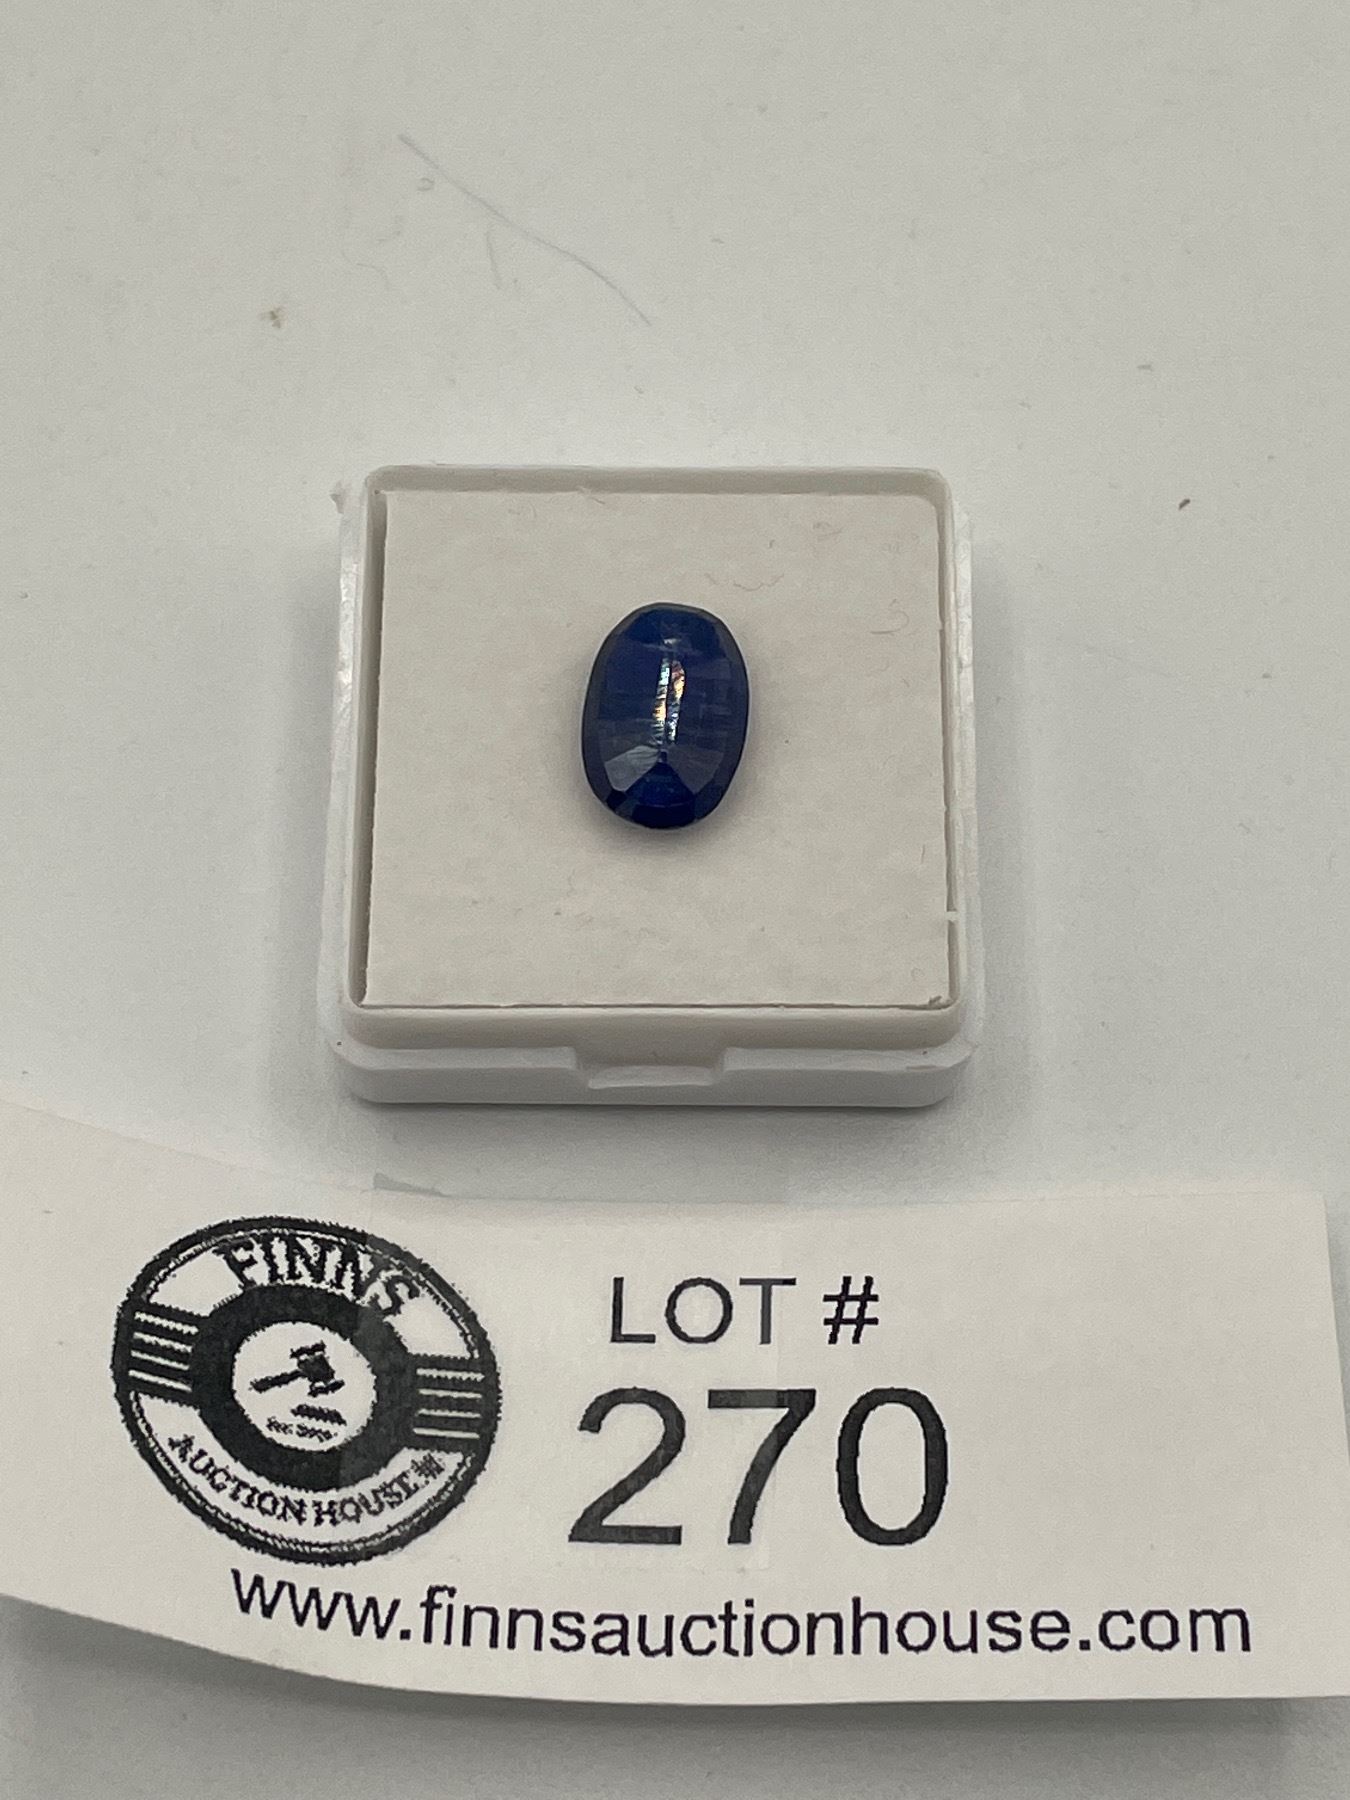 FINNS
AUCTION HOUSE
LOT #
270
www.finnsauctionhouse.com